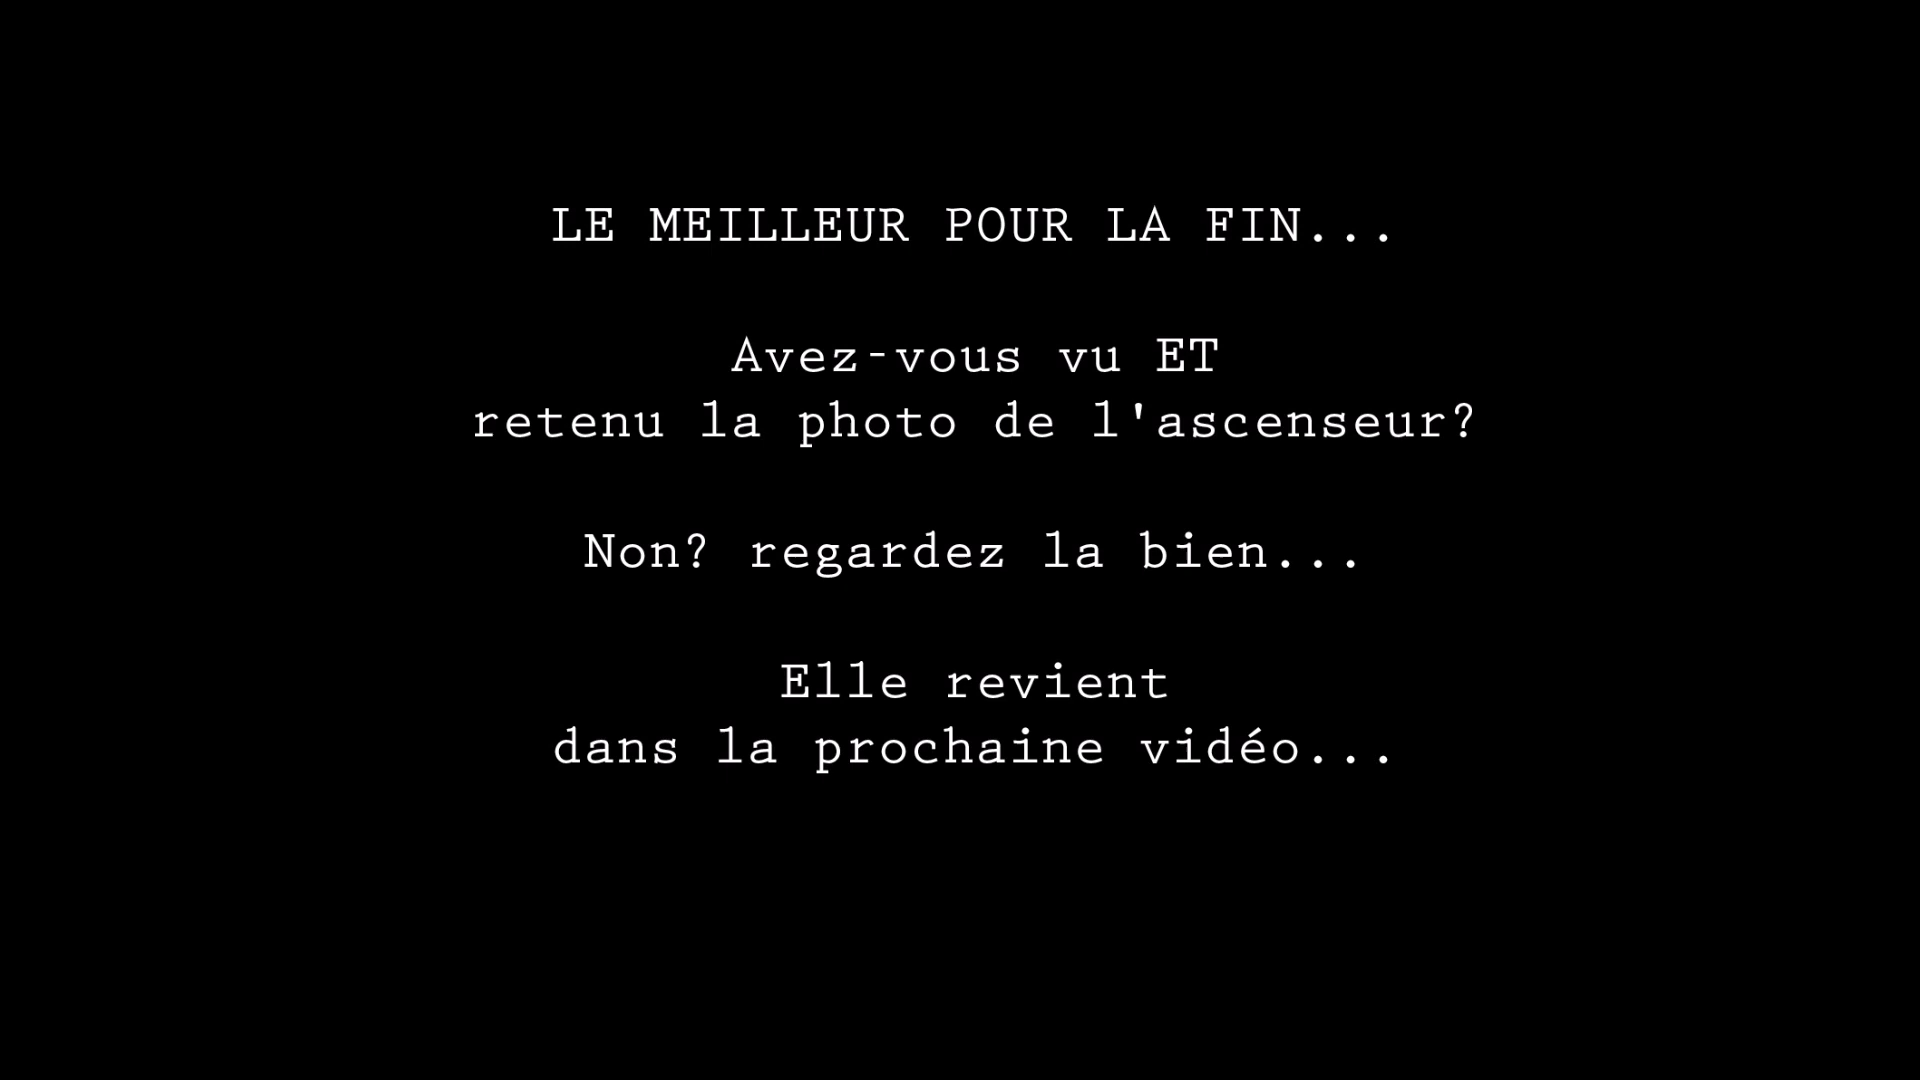 LE MEILLEUR POUR LA FIN...
Avez-vous vu ET
retenu la photo de l'ascenseur?
Non? regardez la bien...
Elle revient
dans la prochaine vidéo...